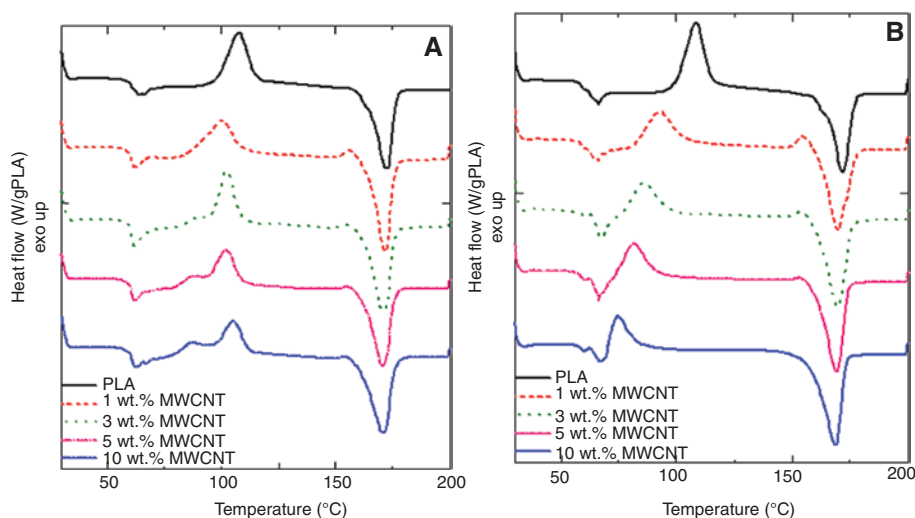 A
Heat flow (W/gPLA)
exo up
PLA
1 wt.% MWCNT
3 wt.% MWCNT
5 wt.% MWCNT
10 wt.% MWCNT
50
100
150
200
Temperature (°C)
B
Heat flow (W/gPLA)
exo up
PLA
1 wt.% MWCNT
3 wt.% MWCNT
5 wt.% MWCNT
10 wt.% MWCNT
50
100
150
200
Temperature (°C)